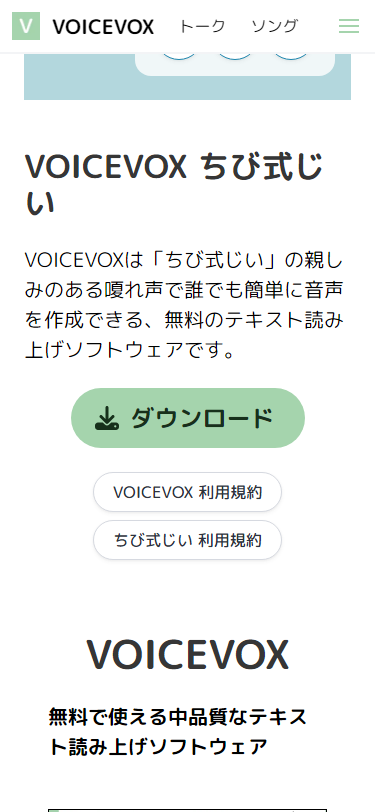 V VOICEVOX トーク ソング
VOICEVOX ちび式じ
い
VOICEVOXは「ちび式じい」の親し
みのある嗄れ声で誰でも簡単に音声
を作成できる、無料のテキスト読み
上げソフトウェアです。
ダウンロード
VOICEVOX 利用規約
ちび式じい 利用規約
VOICEVOX
無料で使える中品質なテキス
ト読み上げソフトウェア